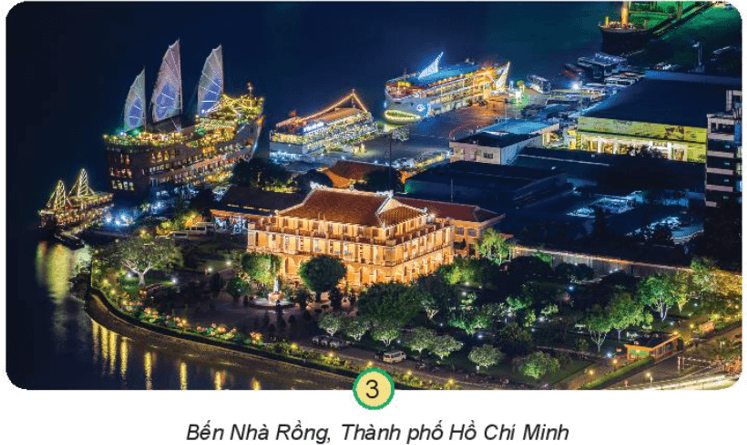 3
Bến Nhà Rồng, Thành phố Hồ Chí Minh